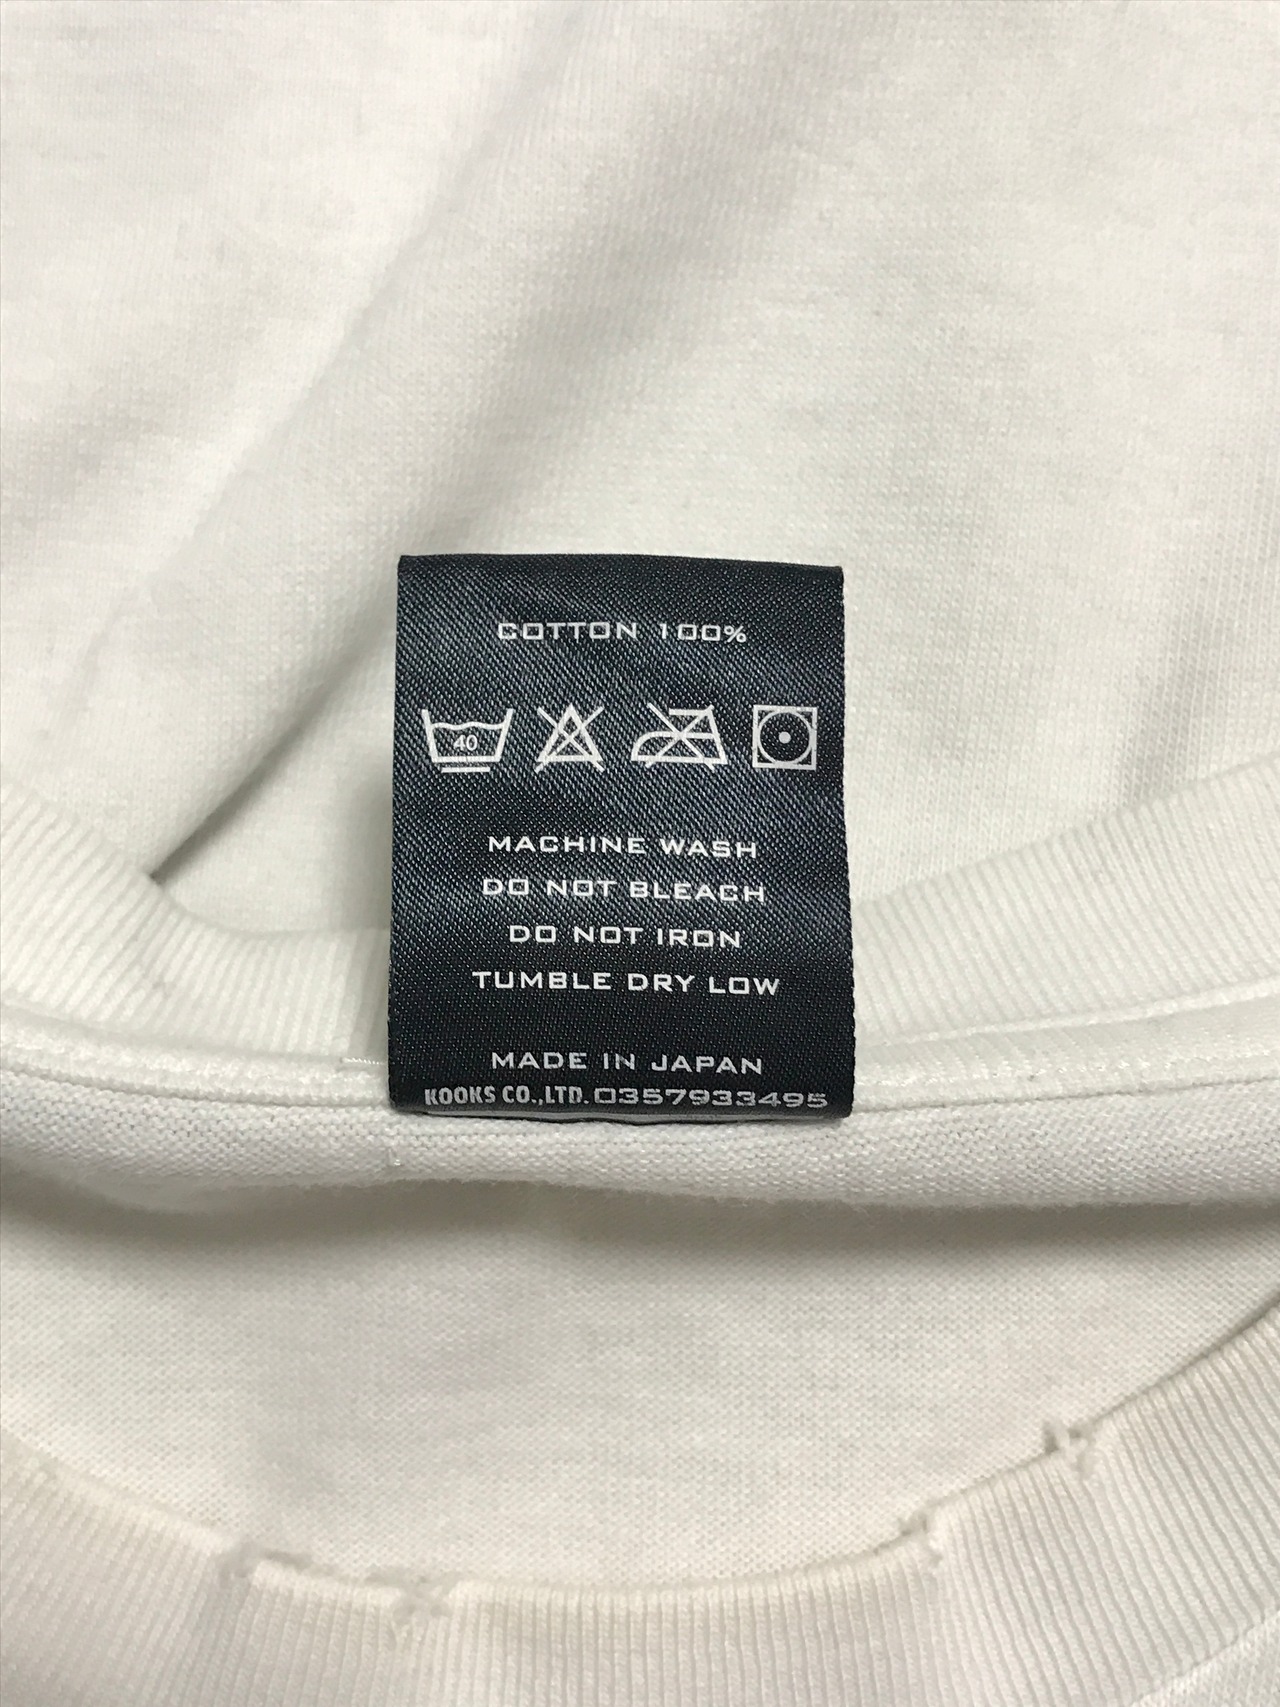 COTTON 100%
40
MACHINE WASH
DO NOT BLEACH
DO NOT IRON
TUMBLE DRY LOW
MADE IN JAPAN
KOOKS CO.,LTD. 0357933495